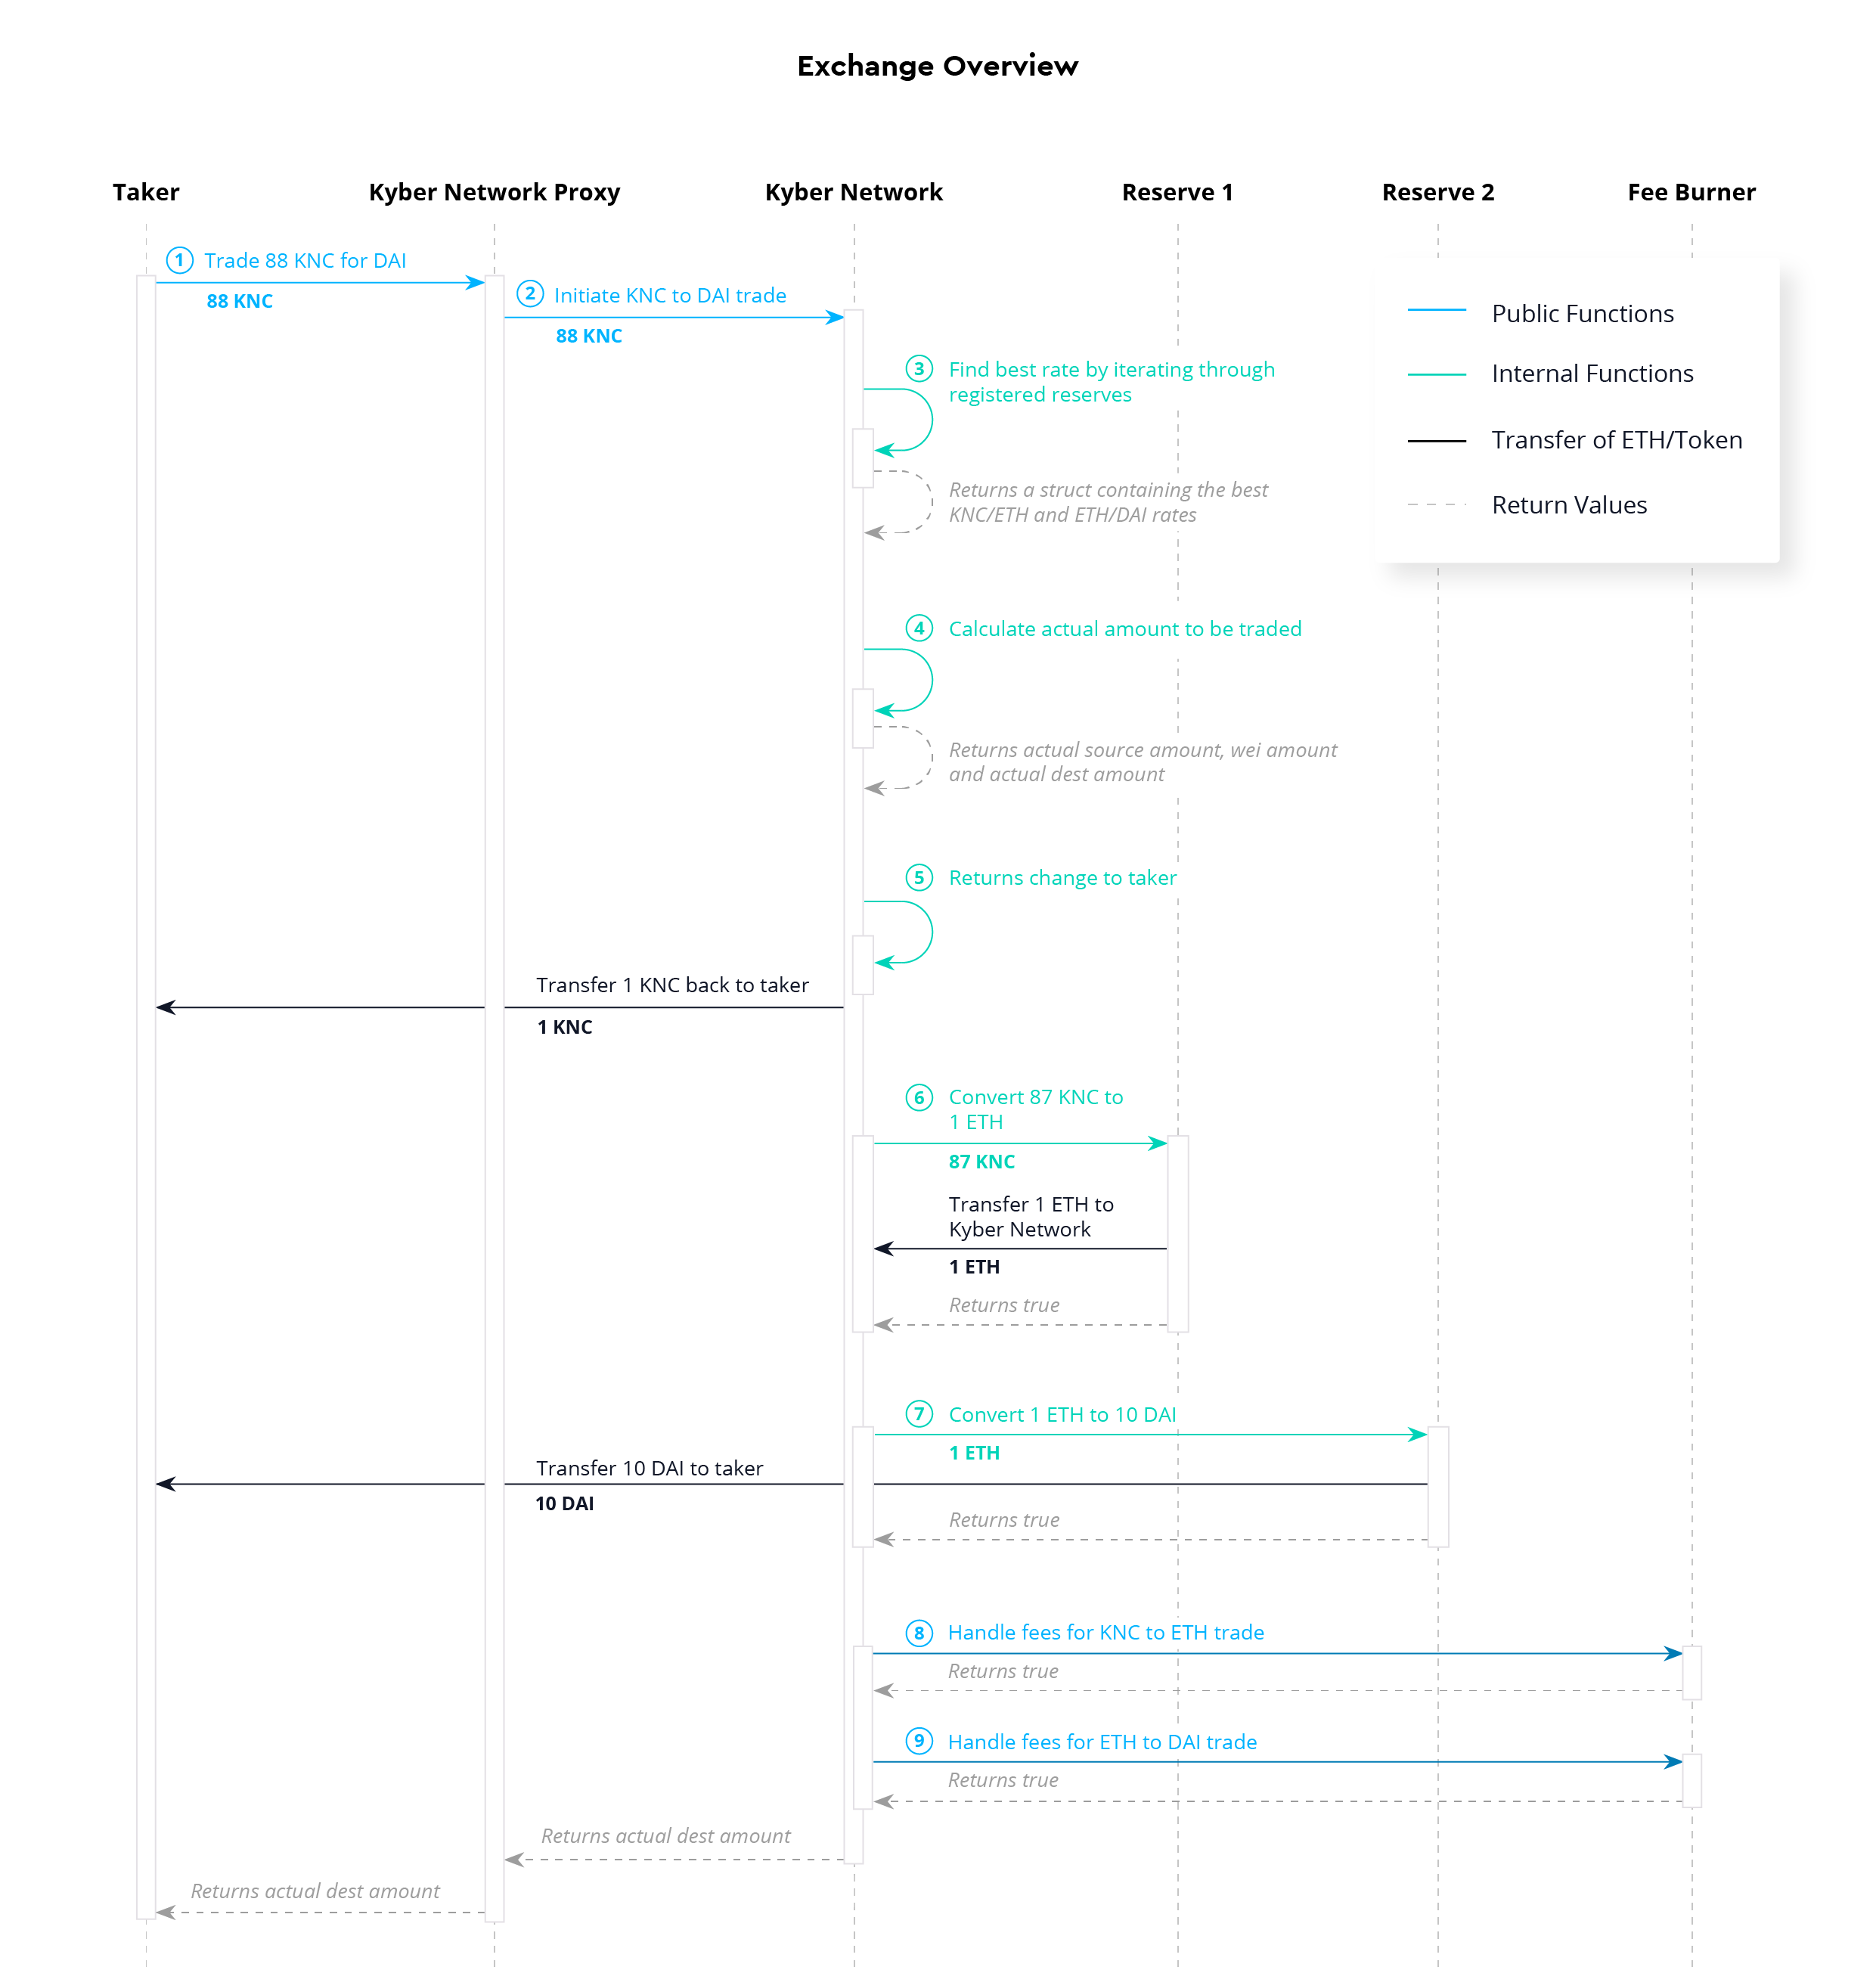 Exchange Overview
Taker
Kyber Network Proxy
Kyber Network
Reserve 1
Reserve 2
Fee Burner
Public Functions
Internal Functions
Transfer of ETH/Token
Return Values
1 Trade 88 KNC for DAI
88 KNC
2 Initiate KNC to DAI trade
88 KNC
3 Find best rate by iterating through
registered reserves
Returns a struct containing the best
KNC/ETH and ETH/DAI rates
4 Calculate actual amount to be traded
Returns actual source amount, wei amount
and actual dest amount
5 Returns change to taker
Transfer 1 KNC back to taker
1 KNC
6 Convert 87 KNC to
1 ETH
87 KNC
Transfer 1 ETH to
Kyber Network
1 ETH
Returns true
7 Convert 1 ETH to 10 DAI
1 ETH
Transfer 10 DAI to taker
10 DAI
Returns true
8 Handle fees for KNC to ETH trade
Returns true
9 Handle fees for ETH to DAI trade
Returns true
Returns actual dest amount
Returns actual dest amount